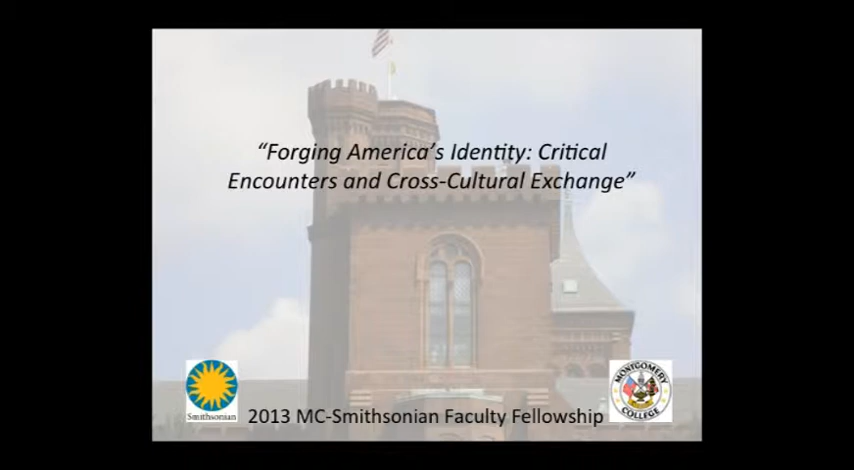 “Forging America’s Identity: Critical
Encounters and Cross-Cultural Exchange”
Smithsonian
2013 MC-Smithsonian Faculty Fellowship
MONTGOMERY
COLLEGE